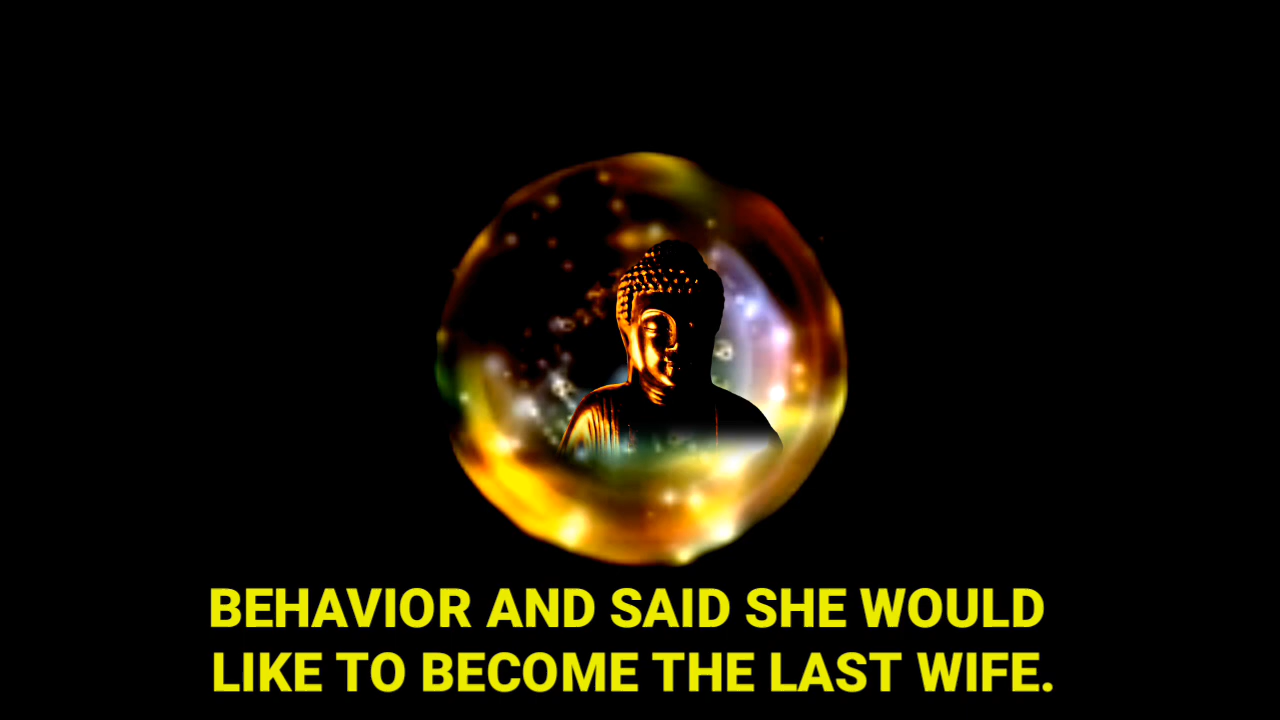 BEHAVIOR AND SAID SHE WOULD
LIKE TO BECOME THE LAST WIFE.